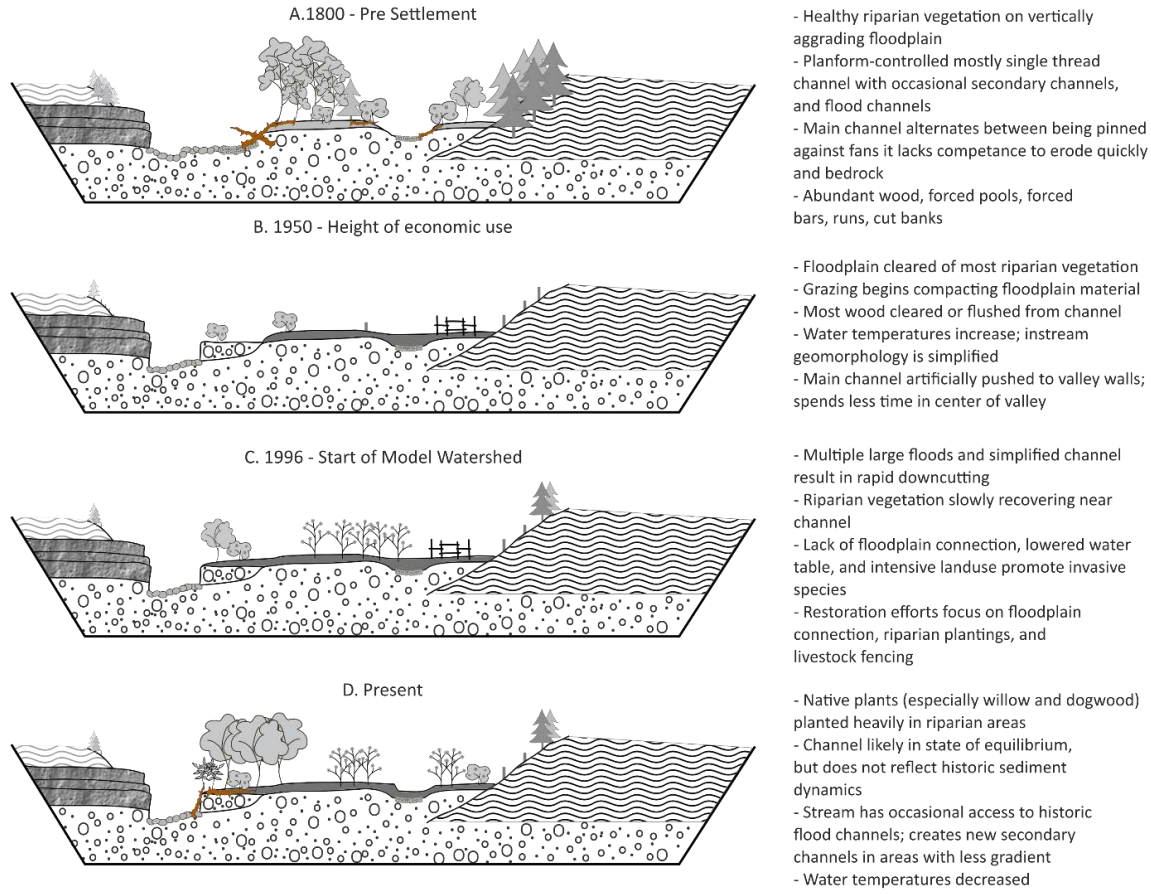 A.1800 - Pre Settlement
- Healthy riparian vegetation on vertically
aggrading floodplain
- Planform-controlled mostly single thread
channel with occasional secondary channels,
and flood channels
- Main channel alternates between being pinned
against fans it lacks competance to erode quickly
and bedrock
- Abundant wood, forced pools, forced
bars, runs, cut banks
B. 1950 - Height of economic use
- Floodplain cleared of most riparian vegetation
- Grazing begins compacting floodplain material
- Most wood cleared or flushed from channel
- Water temperatures increase; instream
geomorphology is simplified
- Main channel artificially pushed to valley walls;
spends less time in center of valley
C. 1996 - Start of Model Watershed
- Multiple large floods and simplified channel
result in rapid downcutting
- Riparian vegetation slowly recovering near
channel
- Lack of floodplain connection, lowered water
table, and intensive landuse promote invasive
species
- Restoration efforts focus on floodplain
connection, riparian plantings, and
livestock fencing
D. Present
- Native plants (especially willow and dogwood)
planted heavily in riparian areas
- Channel likely in state of equilibrium,
but does not reflect historic sediment
dynamics
- Stream has occasional access to historic
flood channels; creates new secondary
channels in areas with less gradient
- Water temperatures decreased